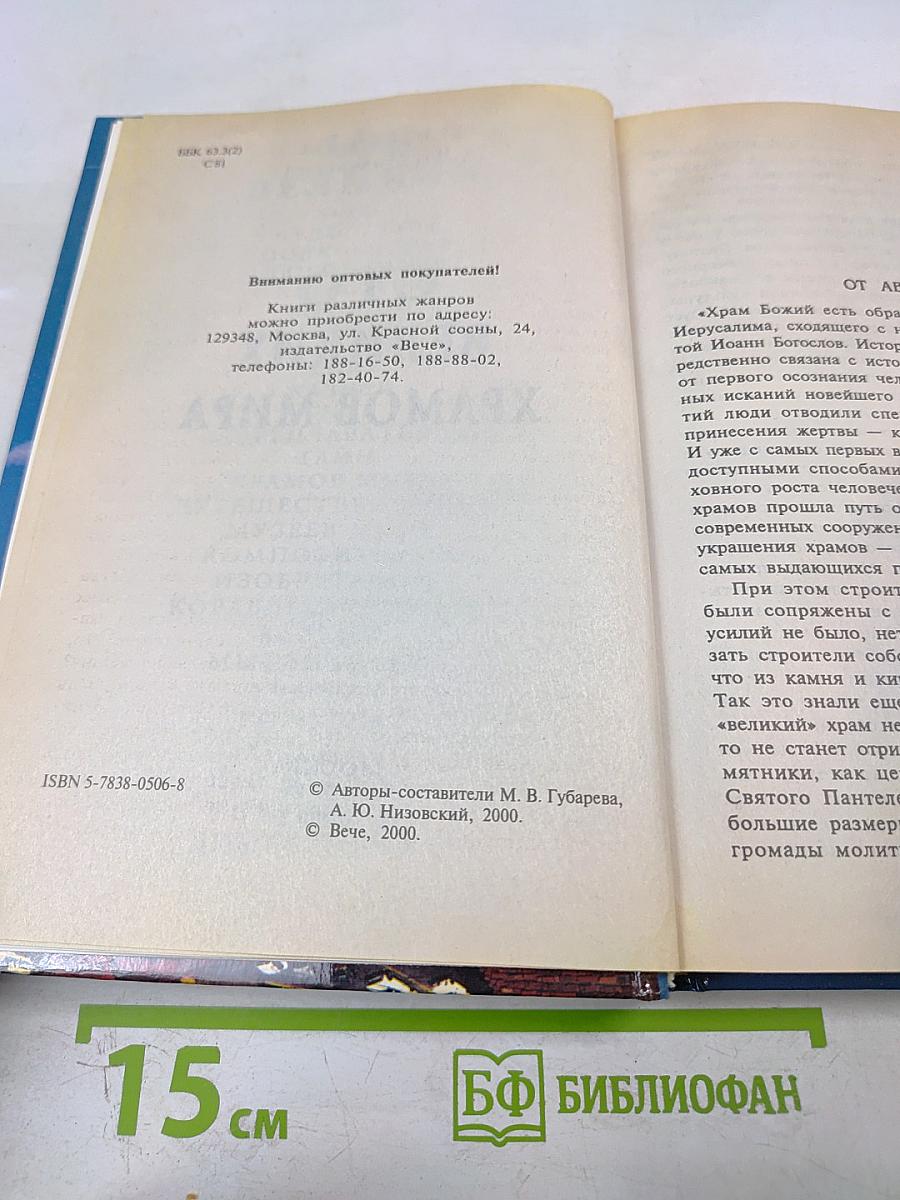 ББК 63.3(2)
С 81
Вниманию оптовых покупателей!
Книги различных жанров
можно приобрести по адресу:
129348, Москва, ул. Красной сосны, 24,
издательство «Вече»,
телефоны: 188-16-50, 188-88-02,
182-40-74.
ХРАМОВ МИРА
ISBN 5-7838-0506-8
© Авторы-составители М. В. Губарева,
А. Ю. Низовский, 2000.
© Вече, 2000.
ОТ АВ
«Храм Божий есть обра
Иерусалима, сходящего с н
той Иоанн Богослов. Истор
редственно связана с исто
от первого осознания чел
ных исканий новейшего
тий люди отводили спе
принесения жертвы — к
И уже с самых первых в
доступными способами
ховного роста человече
храмов прошла путь о
современных сооружен
украшения храмов —
самых выдающихся п
При этом строит
были сопряжены с
усилий не было, нет
зать строители собо
что из камня и кир
Так это знали еще
«великий» храм не
то не станет отри
мятники, как це
Святого Пантеле
большие размеры
громады молит
15 см
БФ БИБЛИОФАН